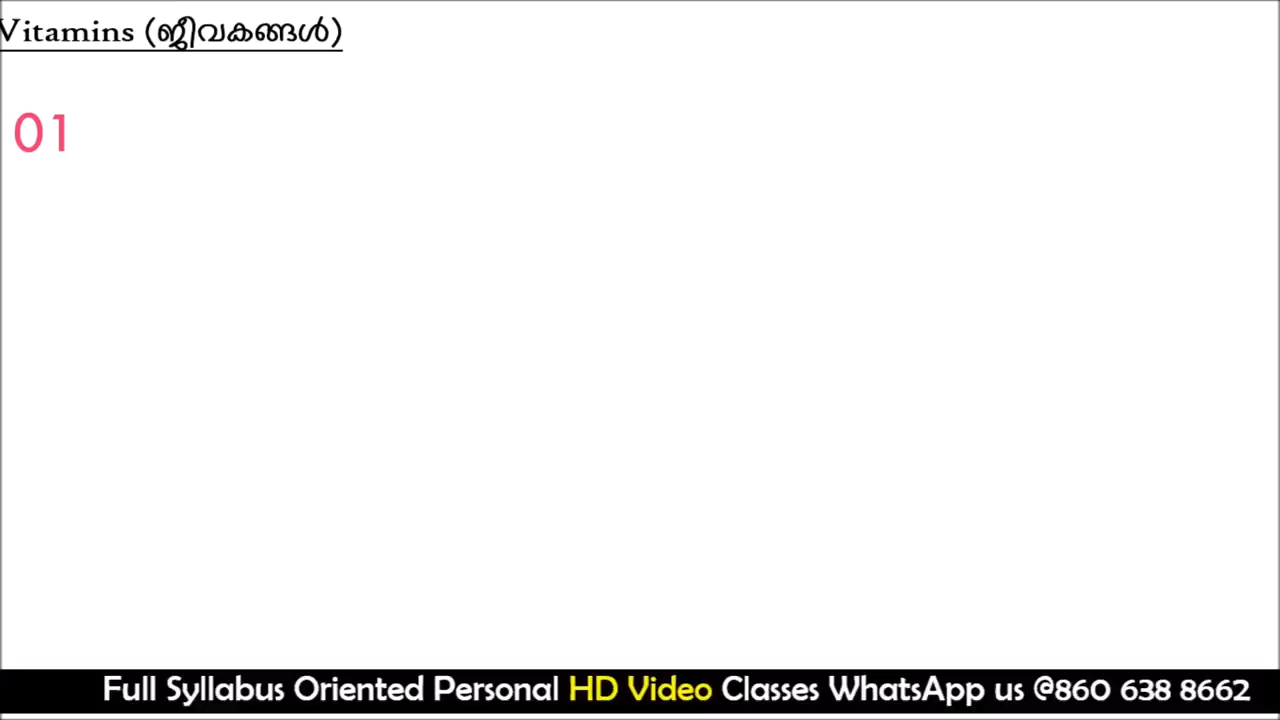 Vitamins (ജീവകങ്ങൾ)
01
Full Syllabus Oriented Personal HD Video Classes WhatsApp us @860 638 8662